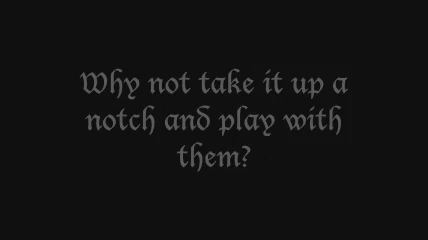 Why not take it up a
notch and play with
them?